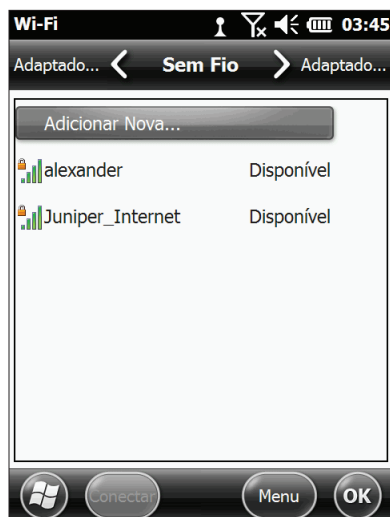 Wi-Fi 03:45
Adaptado... Sem Fio Adaptado...
Adicionar Nova...
alexander Disponível
Juniper_Internet Disponível
Conectar Menu OK